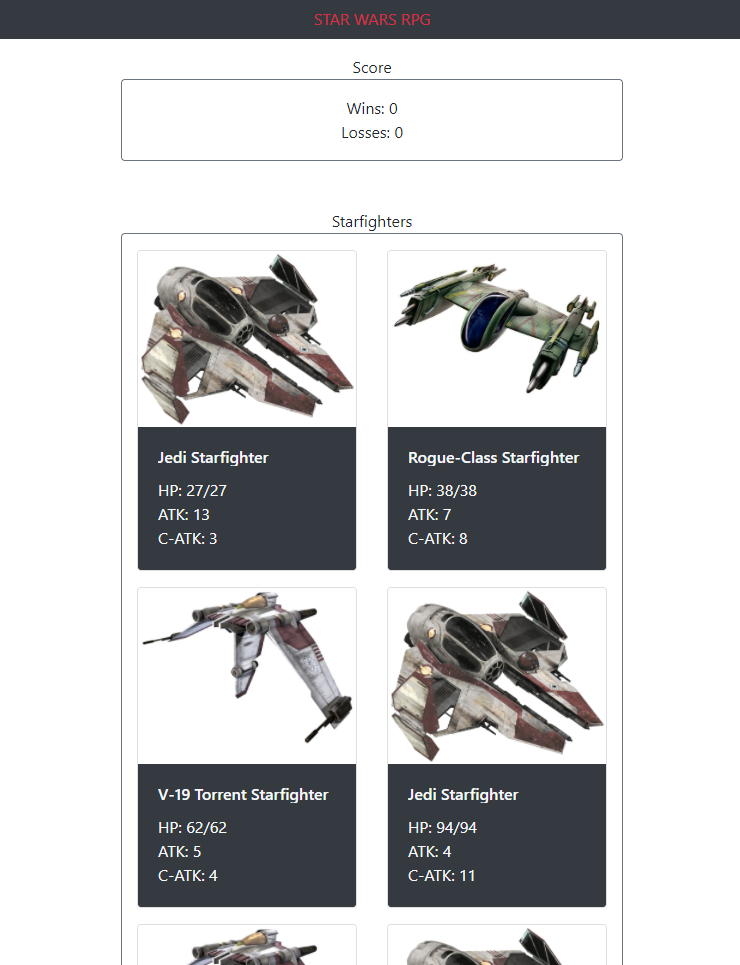 STAR WARS RPG
Score
Wins: 0
Losses: 0
Starfighters
Jedi Starfighter
HP: 27/27
ATK: 13
C-ATK: 3
Rogue-Class Starfighter
HP: 38/38
ATK: 7
C-ATK: 8
V-19 Torrent Starfighter
HP: 62/62
ATK: 5
C-ATK: 4
Jedi Starfighter
HP: 94/94
ATK: 4
C-ATK: 11